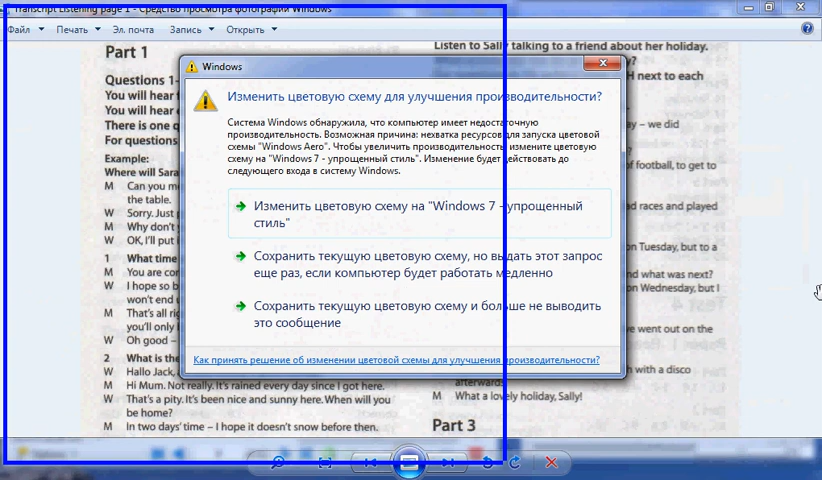 Transcript Listening page 1 - Средство просмотра фотографий Windows
Файл Печать Эл. почта Запись Открыть
Part 1
Questions 1-
You will hear
You will hear
There is one q
For questions
Example:
Where will Sara
M Can you m
the table.
W Sorry. Just p
M Why don't
W OK, I'll put i
1 What time
M You are co
W I hope so b
won't end u
M That's all rig
you'll only l
W Oh good –
2 What is the
W Hallo Jack,
M Hi Mum. Not really. It's rained every day since I got here.
W That's a pity. It's been nice and sunny here. When will you
be home?
M In two days' time – I hope it doesn't snow before then.
Listen to Sally talking to a friend about her holiday.
y?
H next to each
ay – we did
of football, to get to
ad races and played
on Tuesday, but to a
nd what was next?
on Wednesday, but I
we went out on the
h with a disco
afterwards
M What a lovely holiday, Sally!
Part 3
Windows
Изменить цветовую схему для улучшения производительности?
Система Windows обнаружила, что компьютер имеет недостаточную
производительность. Возможная причина: нехватка ресурсов для запуска цветовой
схемы "Windows Aero". Чтобы увеличить производительность, измените цветовую
схему на "Windows 7 - упрощенный стиль". Изменение будет действовать до
следующего входа в систему Windows.
Изменить цветовую схему на "Windows 7 - упрощенный
стиль"
Сохранить текущую цветовую схему, но выдать этот запрос
еще раз, если компьютер будет работать медленно
Сохранить текущую цветовую схему и больше не выводить
это сообщение
Как принять решение об изменении цветовой схемы для улучшения производительности?